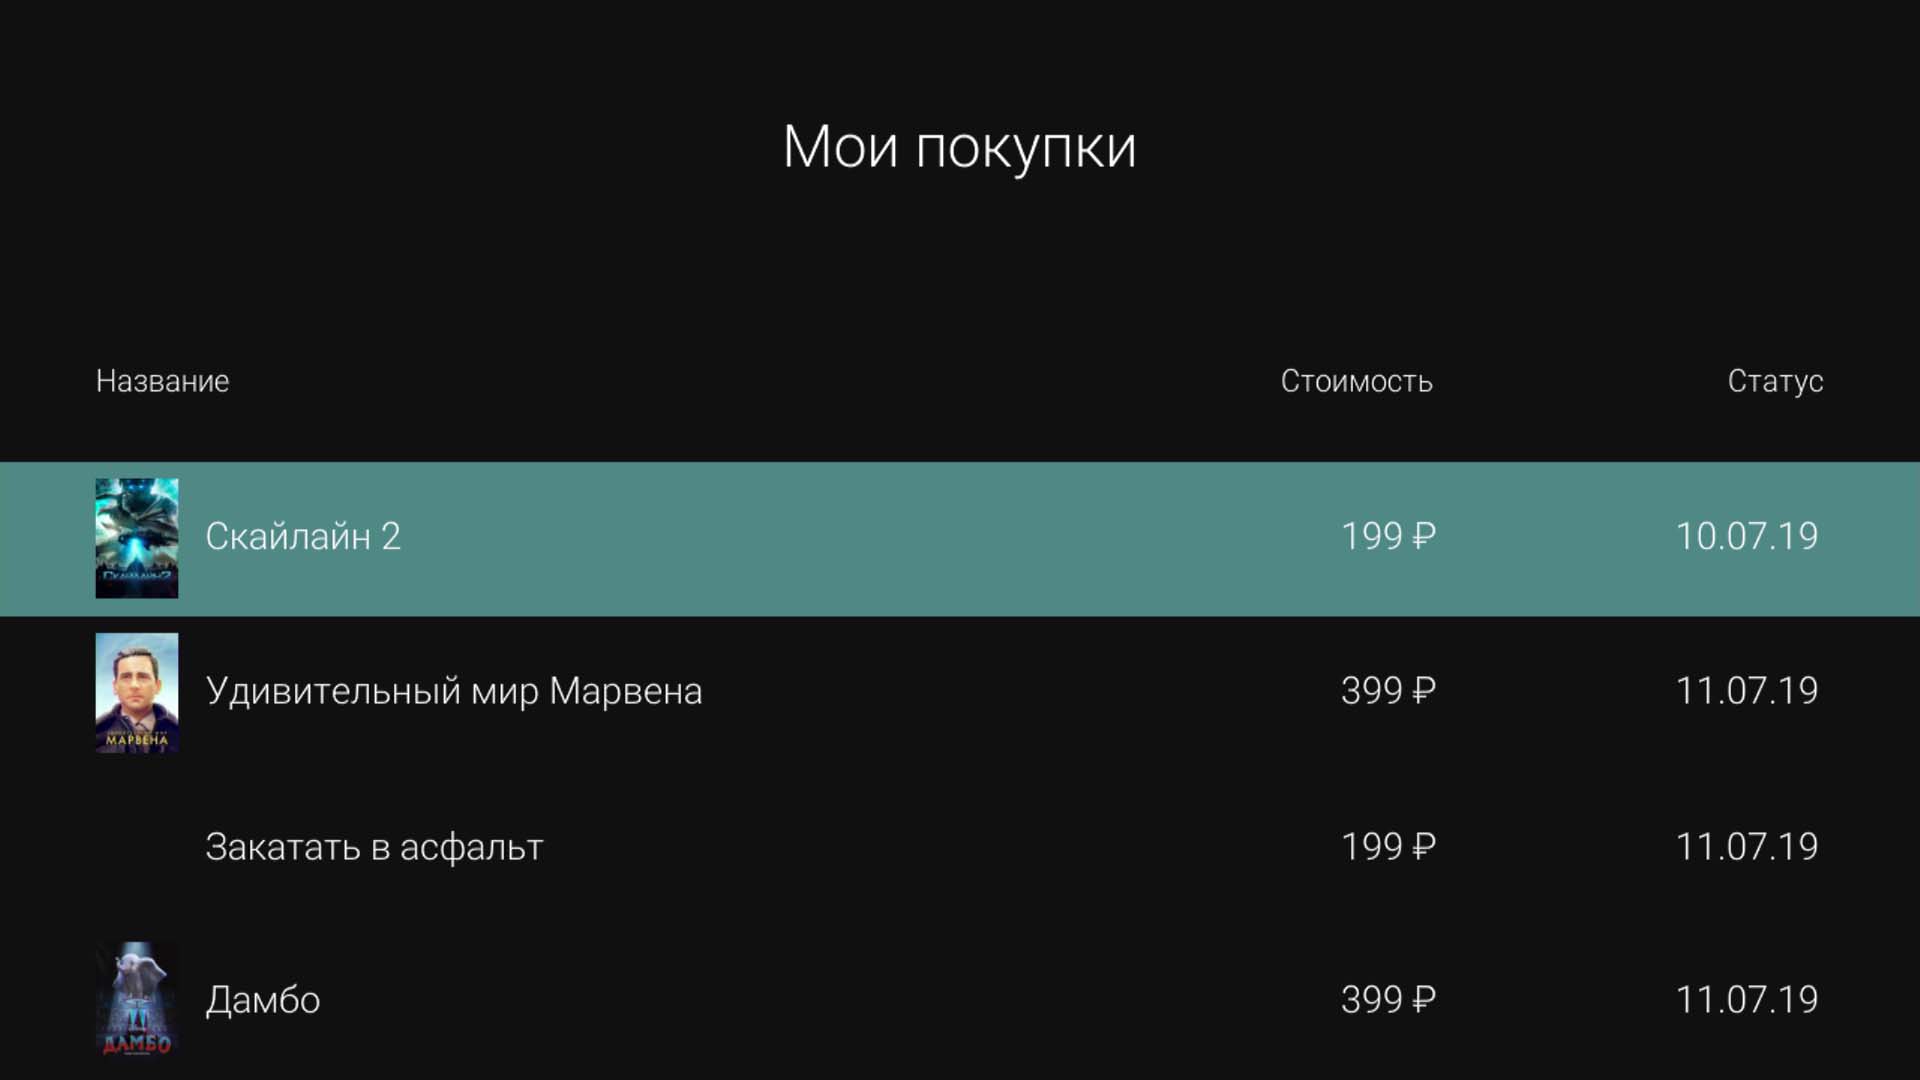 Мои покупки
Название Стоимость Статус
СКАЙЛАЙН2
Скайлайн 2 199 ₽ 10.07.19
Удивительный мир Марвена 399 ₽ 11.07.19
МАРВЕНА
Закатать в асфальт 199 ₽ 11.07.19
Дамбо 399 ₽ 11.07.19
ДАМБО